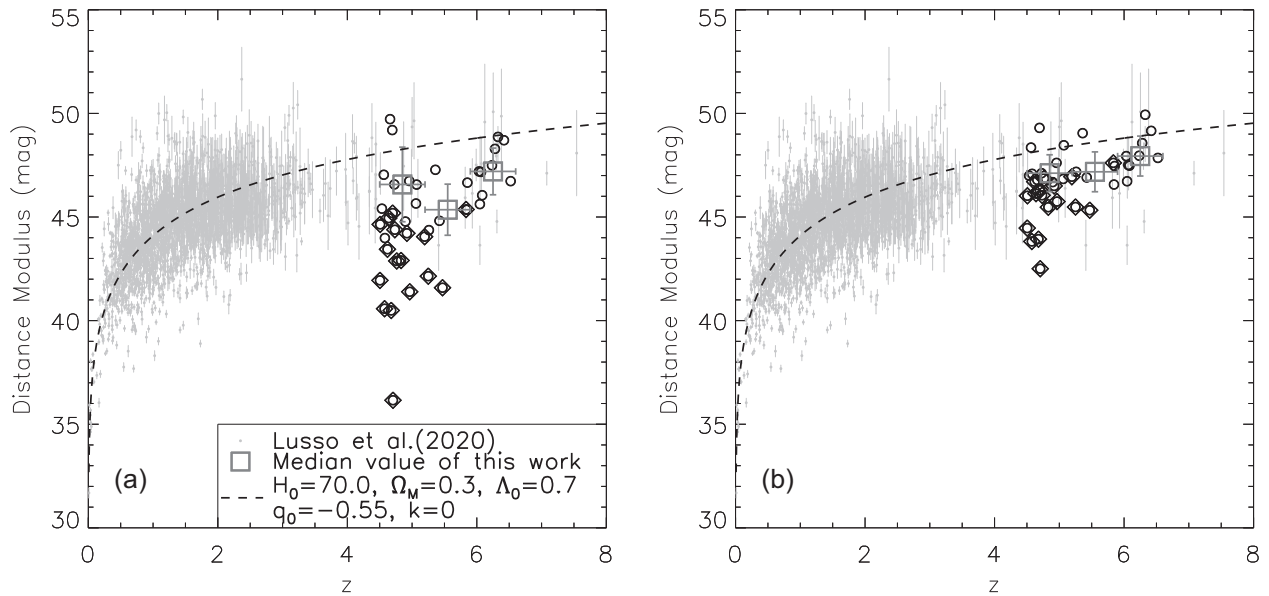 55
50
45
40
35
30
Distance Modulus (mag)
Lusso et al.(2020)
Median value of this work
H₀=70.0, Ω_M=0.3, Λ₀=0.7
q₀=−0.55, k=0
(a)
0 2 4 6 8
z
55
50
45
40
35
30
Distance Modulus (mag)
(b)
0 2 4 6 8
z